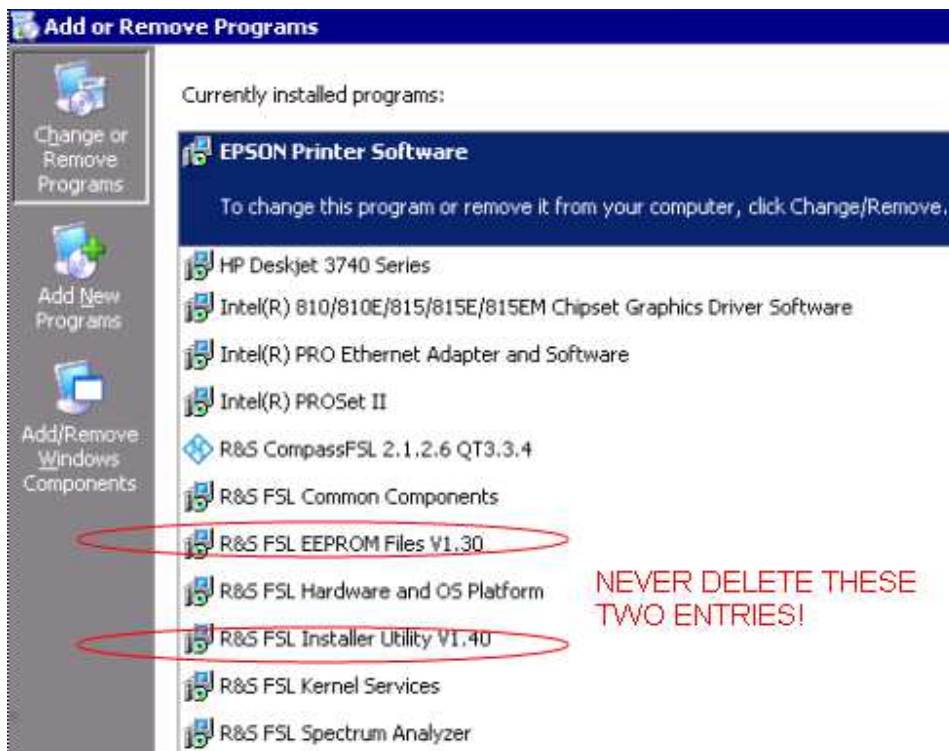 Add or Remove Programs
Change or
Remove
Programs
Add New
Programs
Add/Remove
Windows
Components
Currently installed programs:
EPSON Printer Software
To change this program or remove it from your computer, click Change/Remove.
HP Deskjet 3740 Series
Intel(R) 810/810E/815/815E/815EM Chipset Graphics Driver Software
Intel(R) PRO Ethernet Adapter and Software
Intel(R) PROSet II
R&S CompassFSL 2.1.2.6 QT3.3.4
R&S FSL Common Components
R&S FSL EEPROM Files V1.30
R&S FSL Hardware and OS Platform
R&S FSL Installer Utility V1.40
R&S FSL Kernel Services
R&S FSL Spectrum Analyzer
NEVER DELETE THESE
TWO ENTRIES!